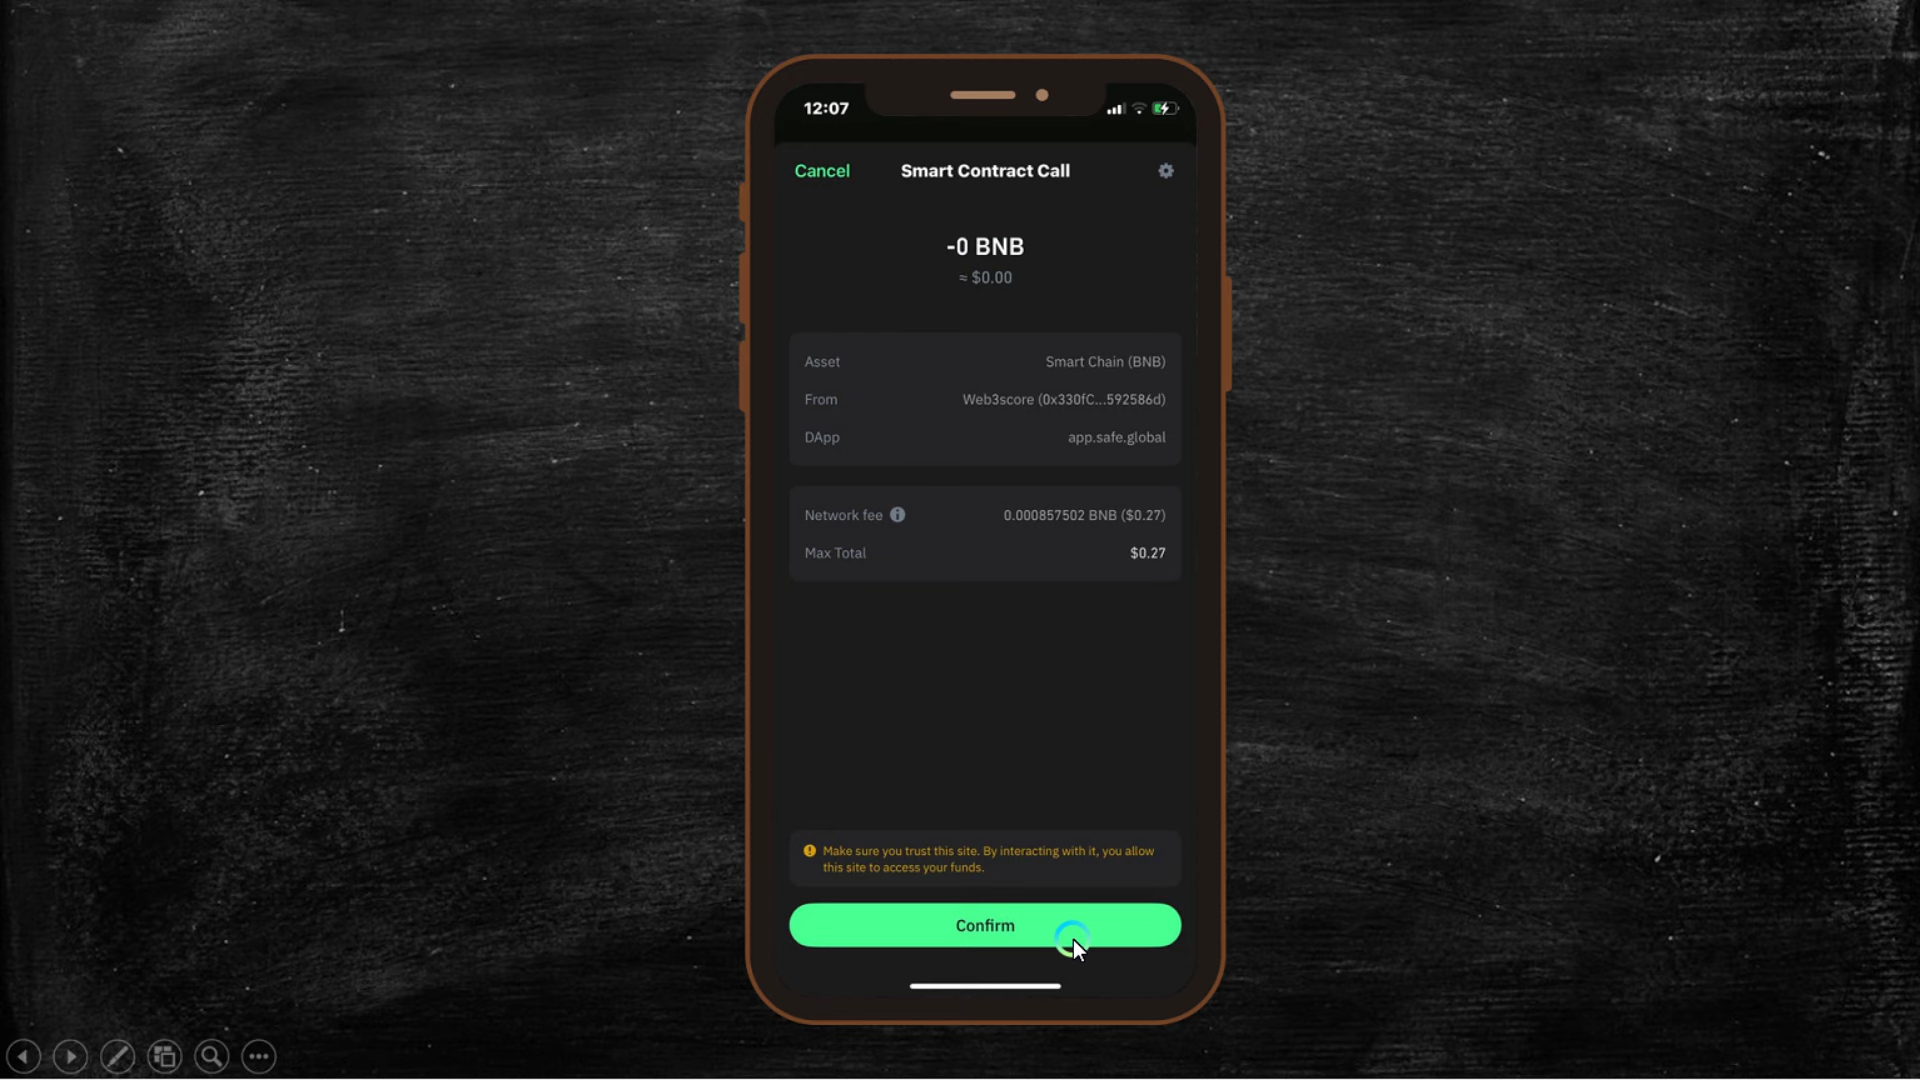 12:07
Cancel
Smart Contract Call
-0 BNB
≈ $0.00
Asset
Smart Chain (BNB)
From
Web3score (0x330fC...592586d)
DApp
app.safe.global
Network fee
0.000857502 BNB ($0.27)
Max Total
$0.27
Make sure you trust this site. By interacting with it, you allow
this site to access your funds.
Confirm